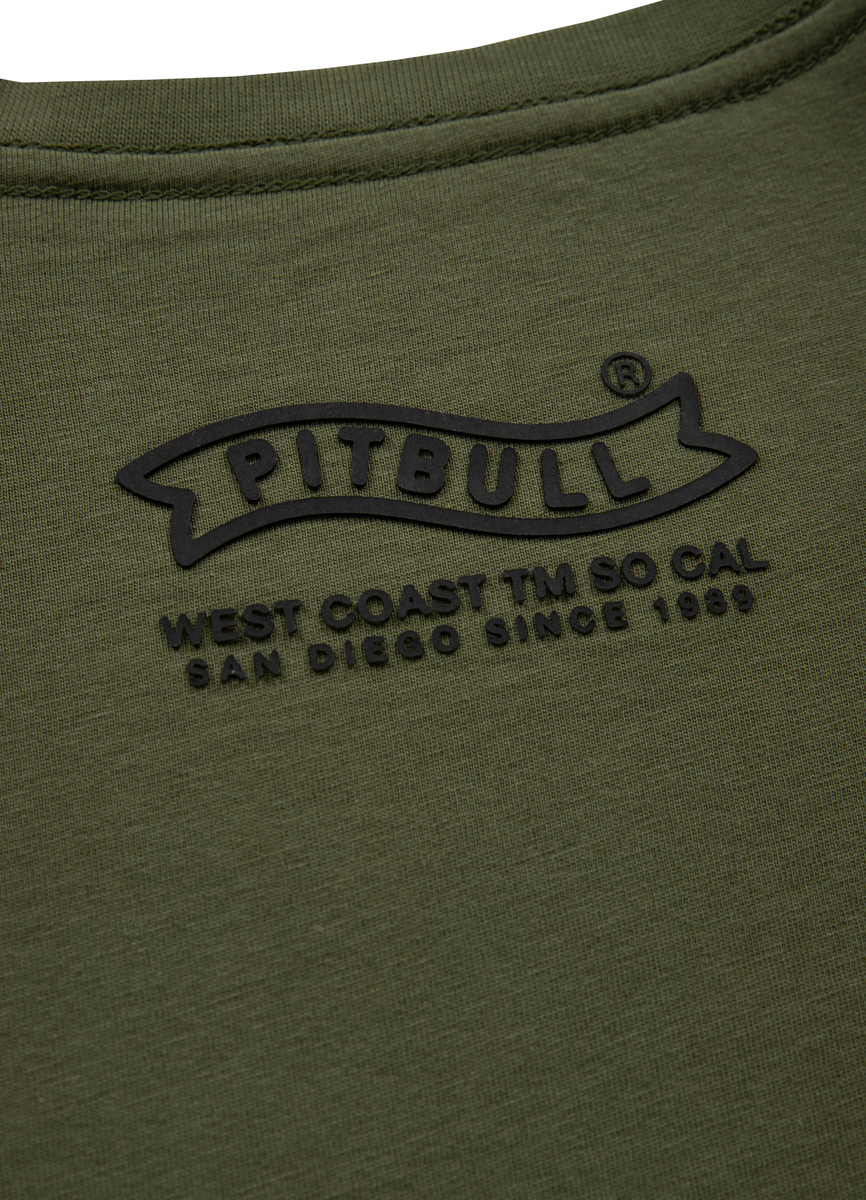 ®
PITBULL
WEST COAST TM SO CAL
SAN DIEGO SINCE 1989